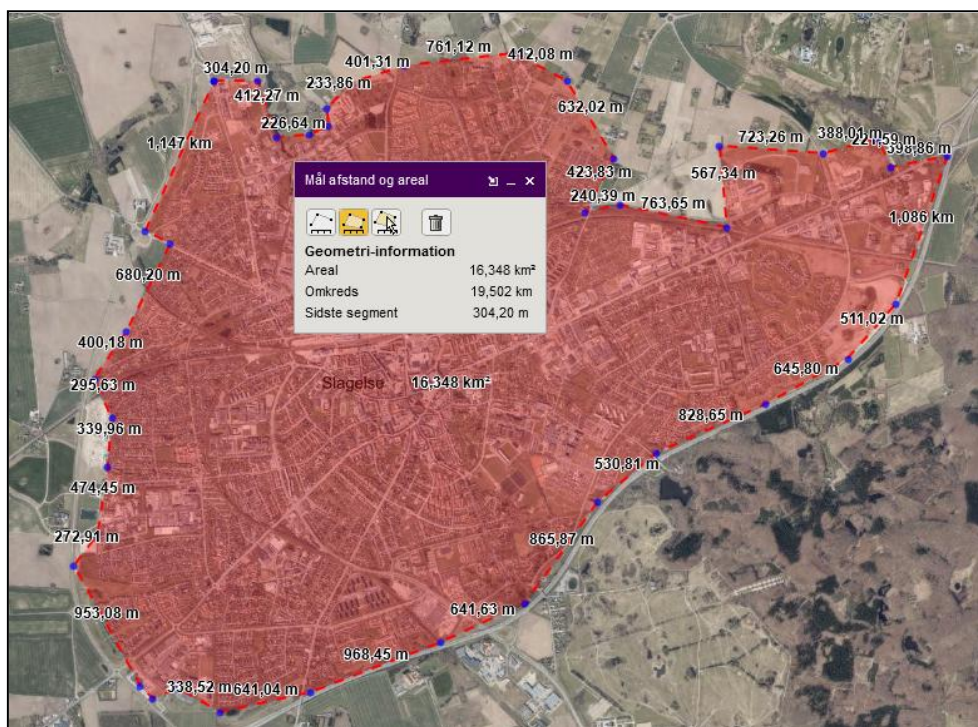 761,12 m
412,08 m
401,31 m
304,20 m
233,86 m
412,27 m
632,02 m
226,64 m
1,147 km
723,26 m
388,01 m
398,86 m
423,83 m
567,34 m
240,39 m
763,65 m
1,086 km
Mål afstand og areal
Geometri-information
Areal 16,348 km²
Omkreds 19,502 km
Sidste segment 304,20 m
680,20 m
511,02 m
400,18 m
645,80 m
295,63 m
Slagelse
16,348 km²
828,65 m
339,96 m
530,81 m
474,45 m
865,87 m
272,91 m
953,08 m
641,63 m
968,45 m
338,52 m
641,04 m